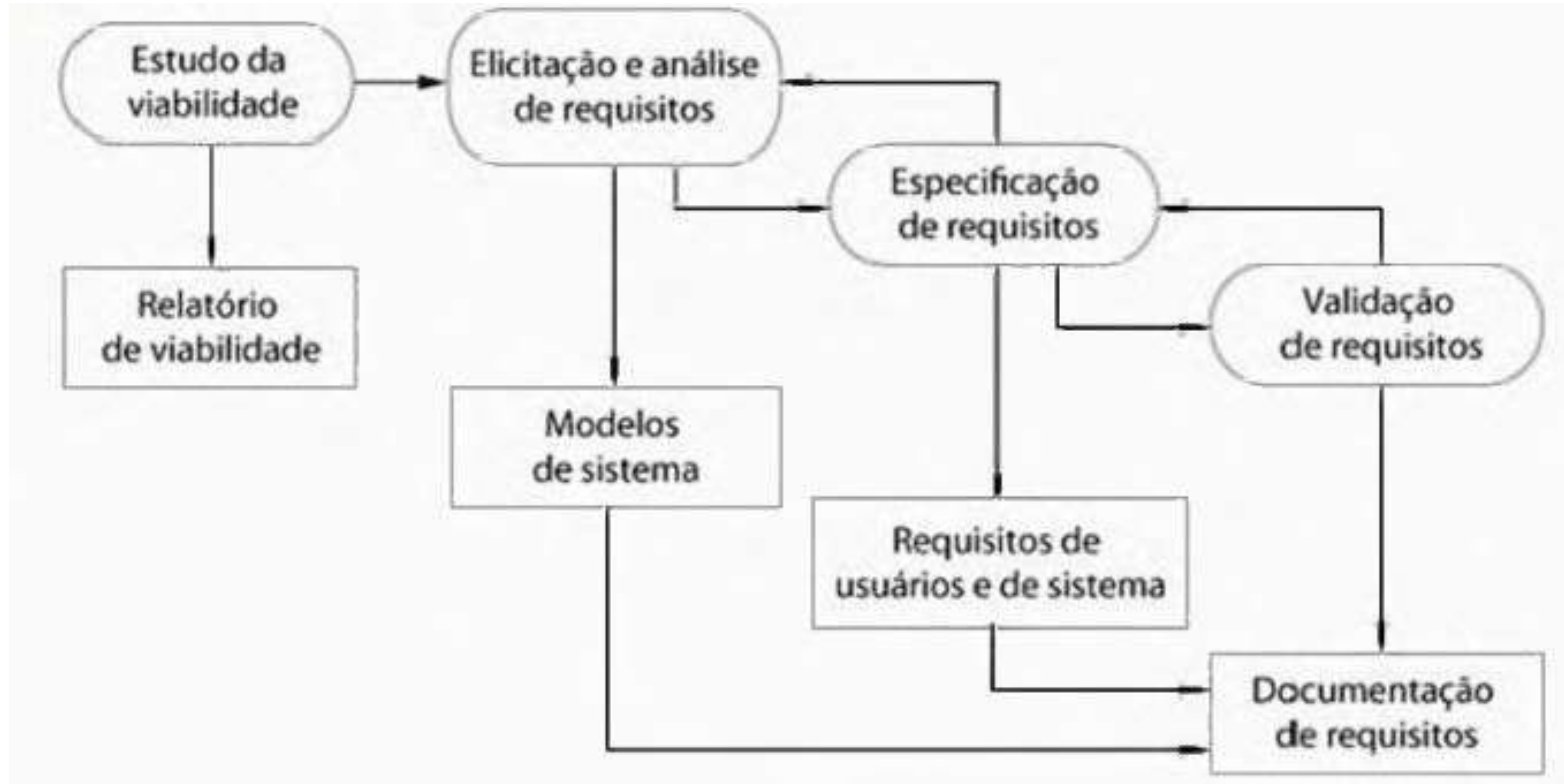 Estudo da
viabilidade
Elicitação e análise
de requisitos
Especificação
de requisitos
Validação
de requisitos
Relatório
de viabilidade
Modelos
de sistema
Requisitos de
usuários e de sistema
Documentação
de requisitos